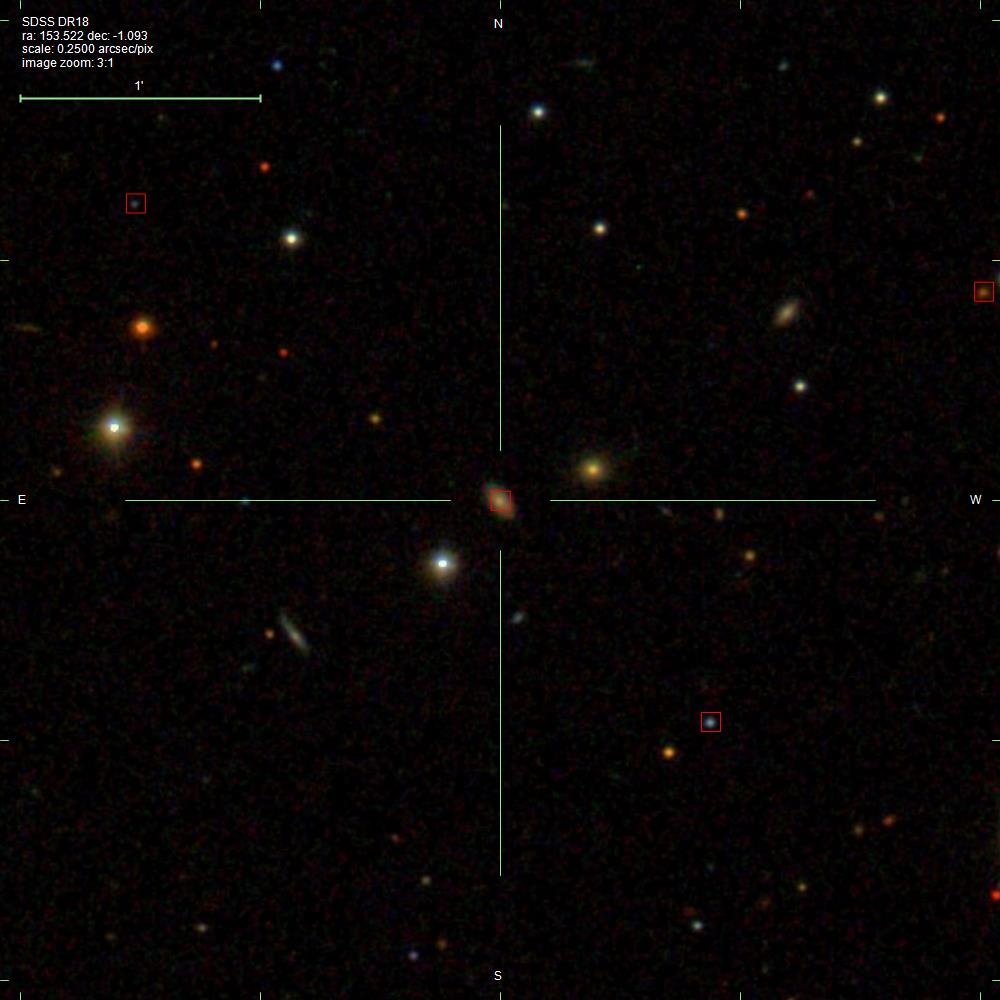 SDSS DR18
ra: 153.522 dec: -1.093
scale: 0.2500 arcsec/pix
image zoom: 3:1
1'
N
E
W
S